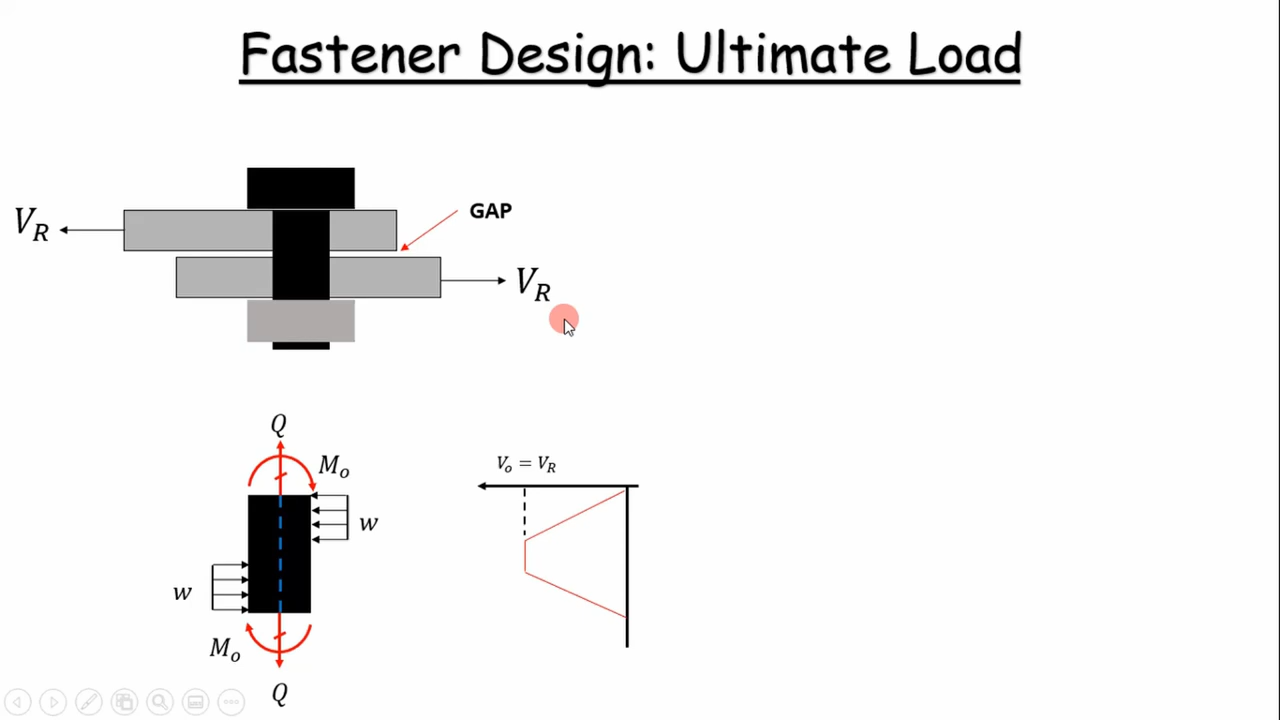 Fastener Design: Ultimate Load
V_R
GAP
V_R
Q
M_o
w
w
M_o
Q
V_o = V_R